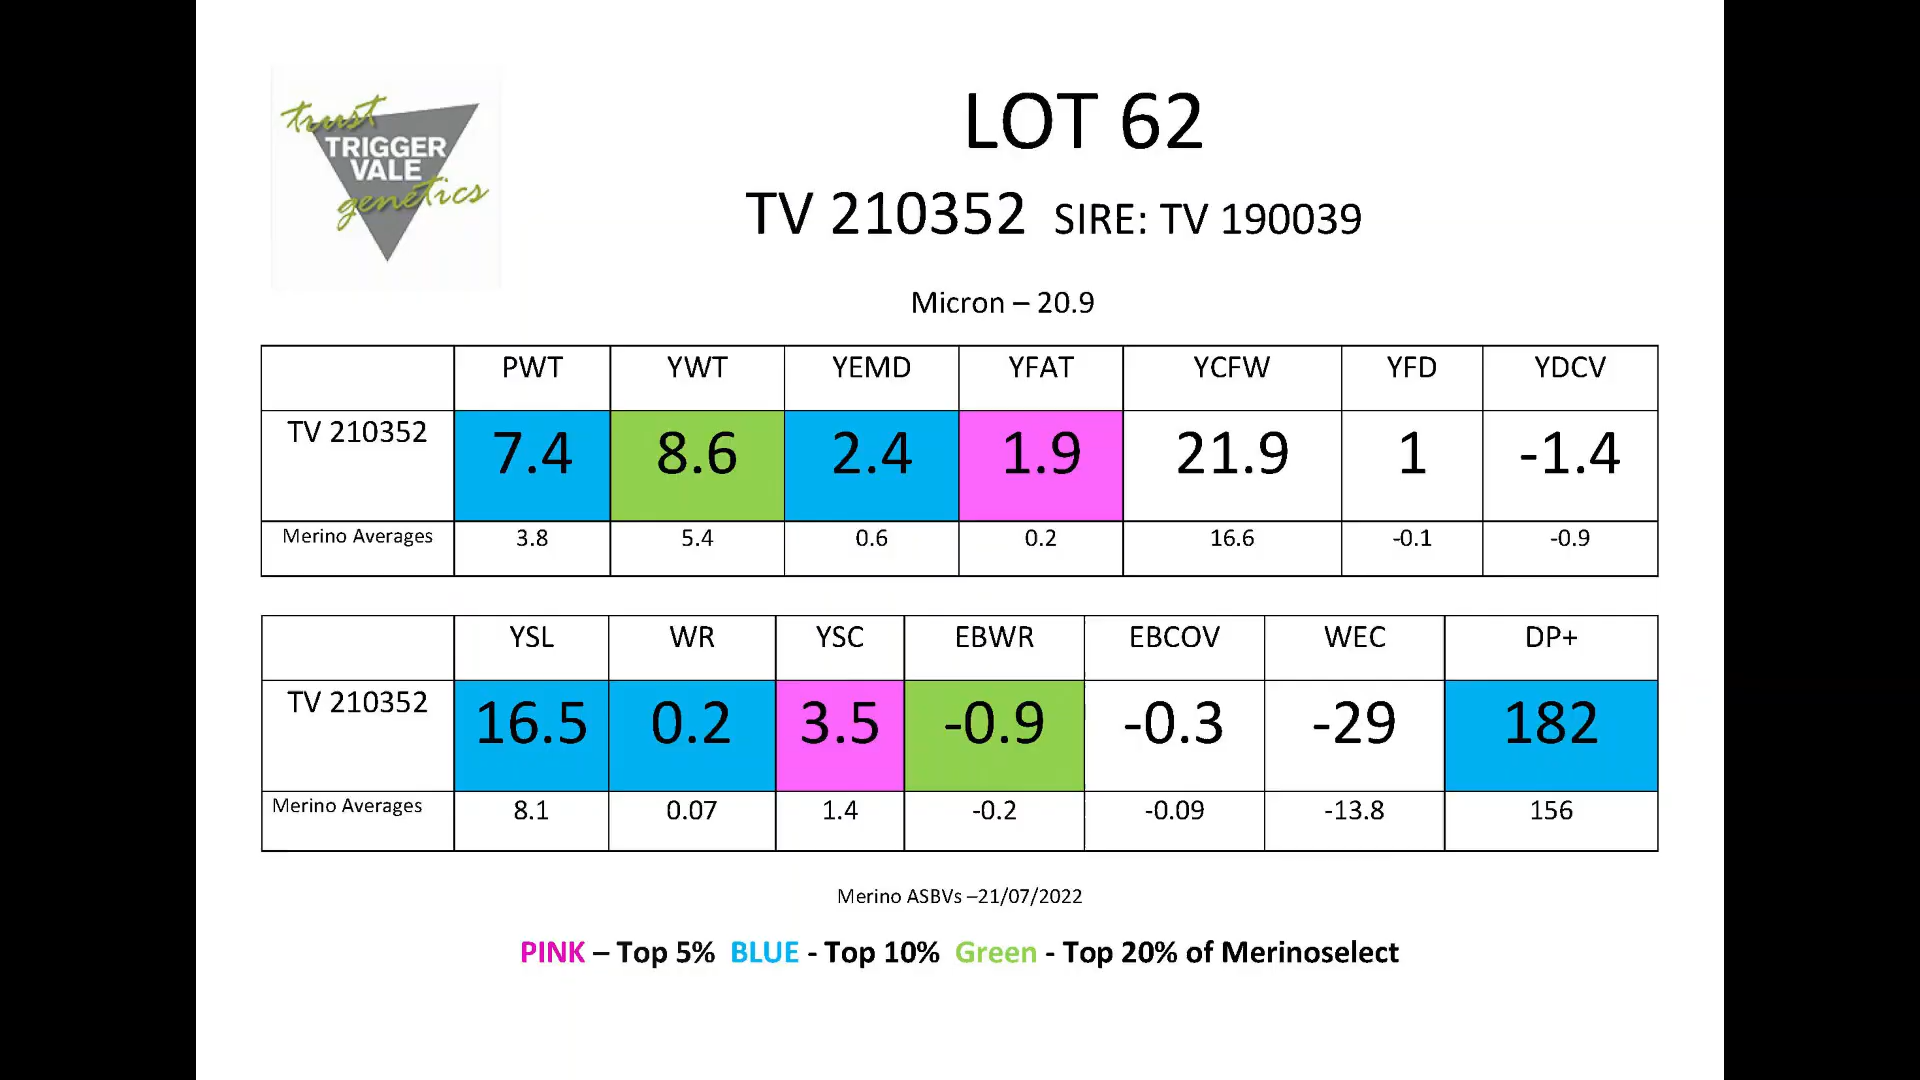 trust
TRIGGER
VALE
genetics
LOT 62
TV 210352 SIRE: TV 190039
Micron – 20.9
PWT YWT YEMD YFAT YCFW YFD YDCV
TV 210352 7.4 8.6 2.4 1.9 21.9 1 -1.4
Merino Averages 3.8 5.4 0.6 0.2 16.6 -0.1 -0.9
YSL WR YSC EBWR EBCOV WEC DP+
TV 210352 16.5 0.2 3.5 -0.9 -0.3 -29 182
Merino Averages 8.1 0.07 1.4 -0.2 -0.09 -13.8 156
Merino ASBVs –21/07/2022
PINK – Top 5% BLUE - Top 10% Green - Top 20% of Merinoselect